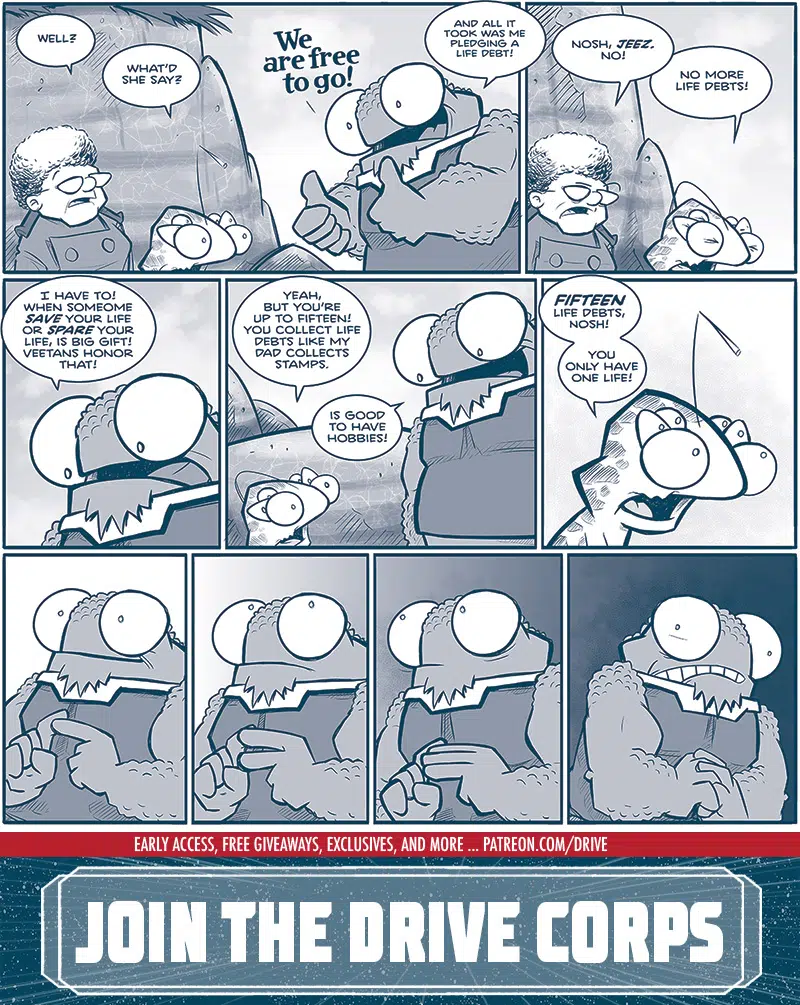 WELL?
WHAT'D
SHE SAY?
We
are free
to go!
AND ALL IT
TOOK WAS ME
PLEDGING A
LIFE DEBT!
NOSH, JEEZ.
NO!
NO MORE
LIFE DEBTS!
I HAVE TO!
WHEN SOMEONE
SAVE YOUR LIFE
OR SPARE YOUR
LIFE, IS BIG GIFT!
VEETANS HONOR
THAT!
YEAH,
BUT YOU'RE
UP TO FIFTEEN!
YOU COLLECT LIFE
DEBTS LIKE MY
DAD COLLECTS
STAMPS.
IS GOOD
TO HAVE
HOBBIES!
FIFTEEN
LIFE DEBTS,
NOSH!
YOU
ONLY HAVE
ONE LIFE!
EARLY ACCESS, FREE GIVEAWAYS, EXCLUSIVES, AND MORE ... PATREON.COM/DRIVE
JOIN THE DRIVE CORPS